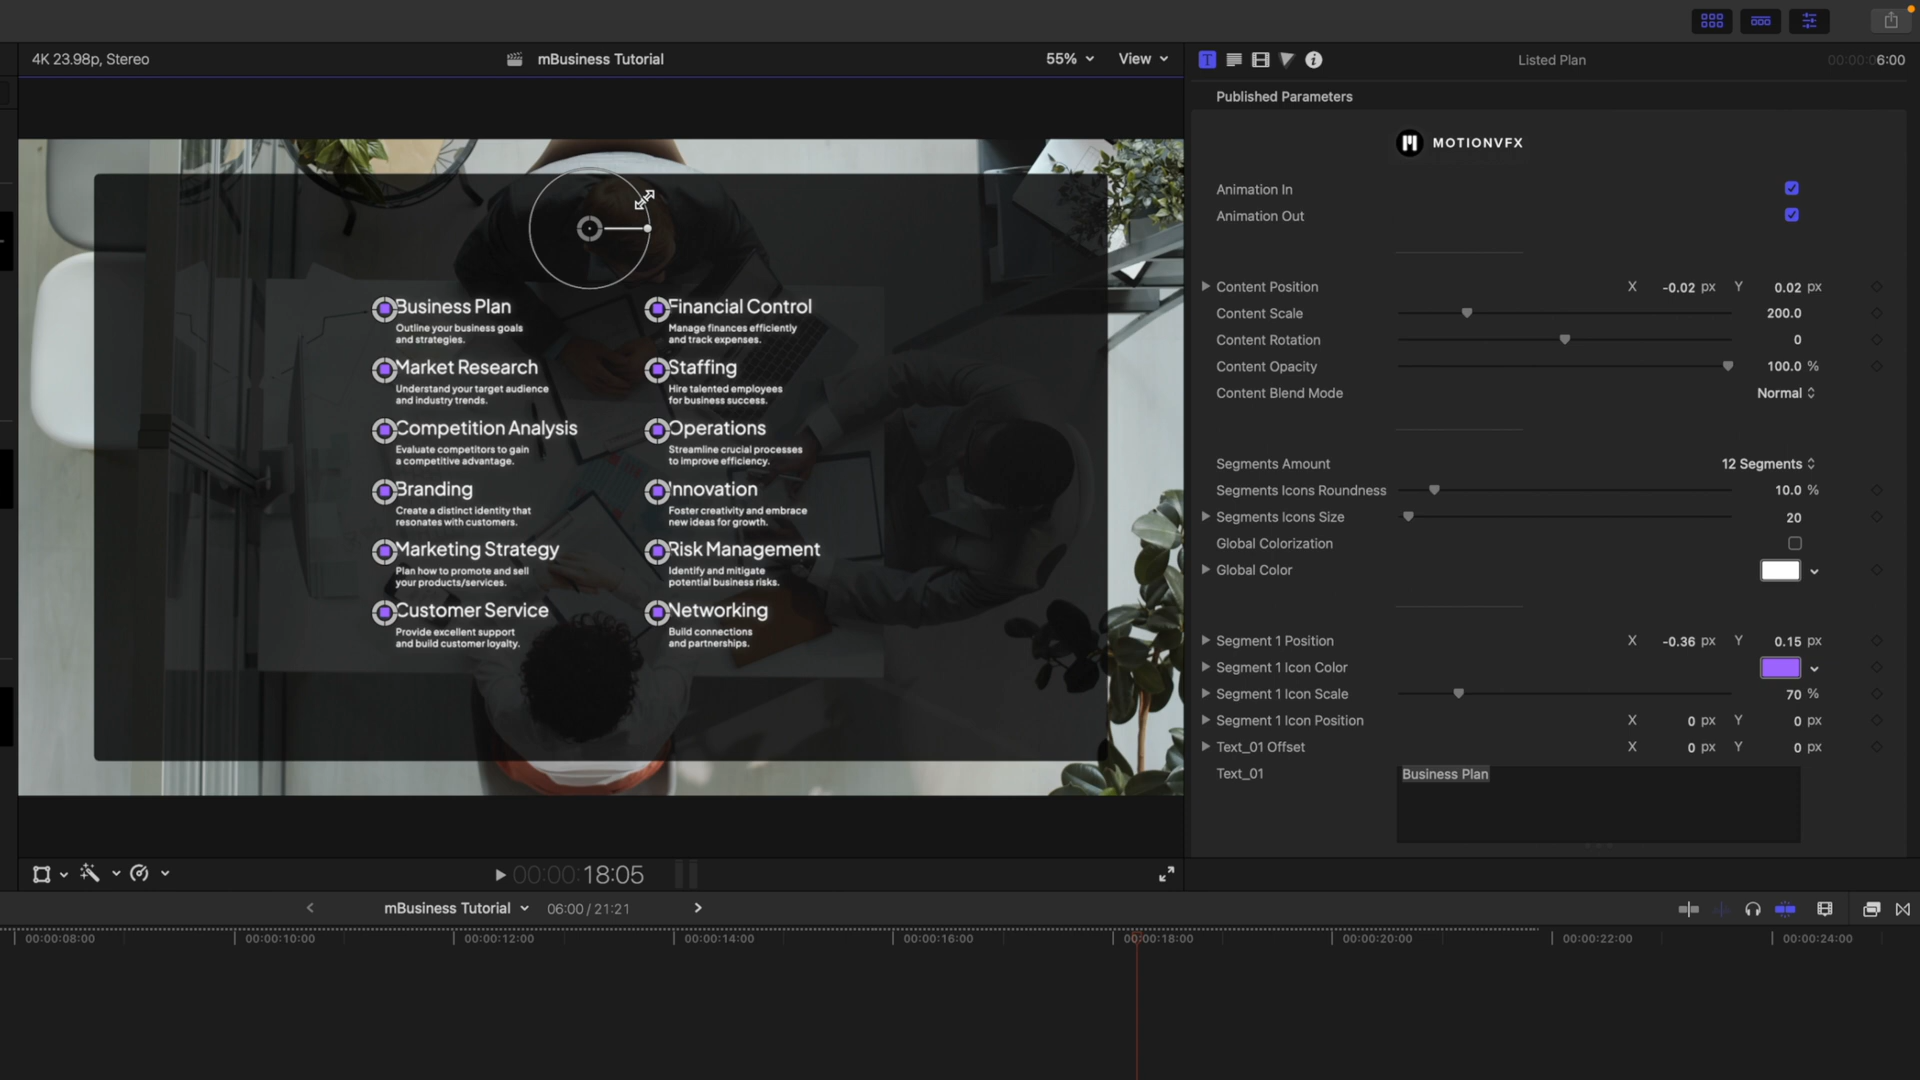 4K 23.98p, Stereo
mBusiness Tutorial
55%
View
Listed Plan
00:00:06:00
Published Parameters
MOTIONVFX
Animation In
Animation Out
Content Position X -0.02 px Y 0.02 px
Content Scale 200.0
Content Rotation 0
Content Opacity 100.0 %
Content Blend Mode Normal
Segments Amount 12 Segments
Segments Icons Roundness 10.0 %
Segments Icons Size 20
Global Colorization
Global Color
Segment 1 Position X -0.36 px Y 0.15 px
Segment 1 Icon Color
Segment 1 Icon Scale 70 %
Segment 1 Icon Position X 0 px Y 0 px
Text_01 Offset X 0 px Y 0 px
Text_01 Business Plan
Business Plan
Outline your business goals
and strategies.
Market Research
Understand your target audience
and industry trends.
Competition Analysis
Evaluate competitors to gain
a competitive advantage.
Branding
Create a distinct identity that
resonates with customers.
Marketing Strategy
Plan how to promote and sell
your products/services.
Customer Service
Provide excellent support
and build customer loyalty.
Financial Control
Manage finances efficiently
and track expenses.
Staffing
Hire talented employees
for business success.
Operations
Streamline crucial processes
to improve efficiency.
Innovation
Foster creativity and embrace
new ideas for growth.
Risk Management
Identify and mitigate
potential business risks.
Networking
Build connections
and partnerships.
00:00:18:05
mBusiness Tutorial
06:00 / 21:21
00:00:08:00
00:00:10:00
00:00:12:00
00:00:14:00
00:00:16:00
00:00:18:00
00:00:20:00
00:00:22:00
00:00:24:00